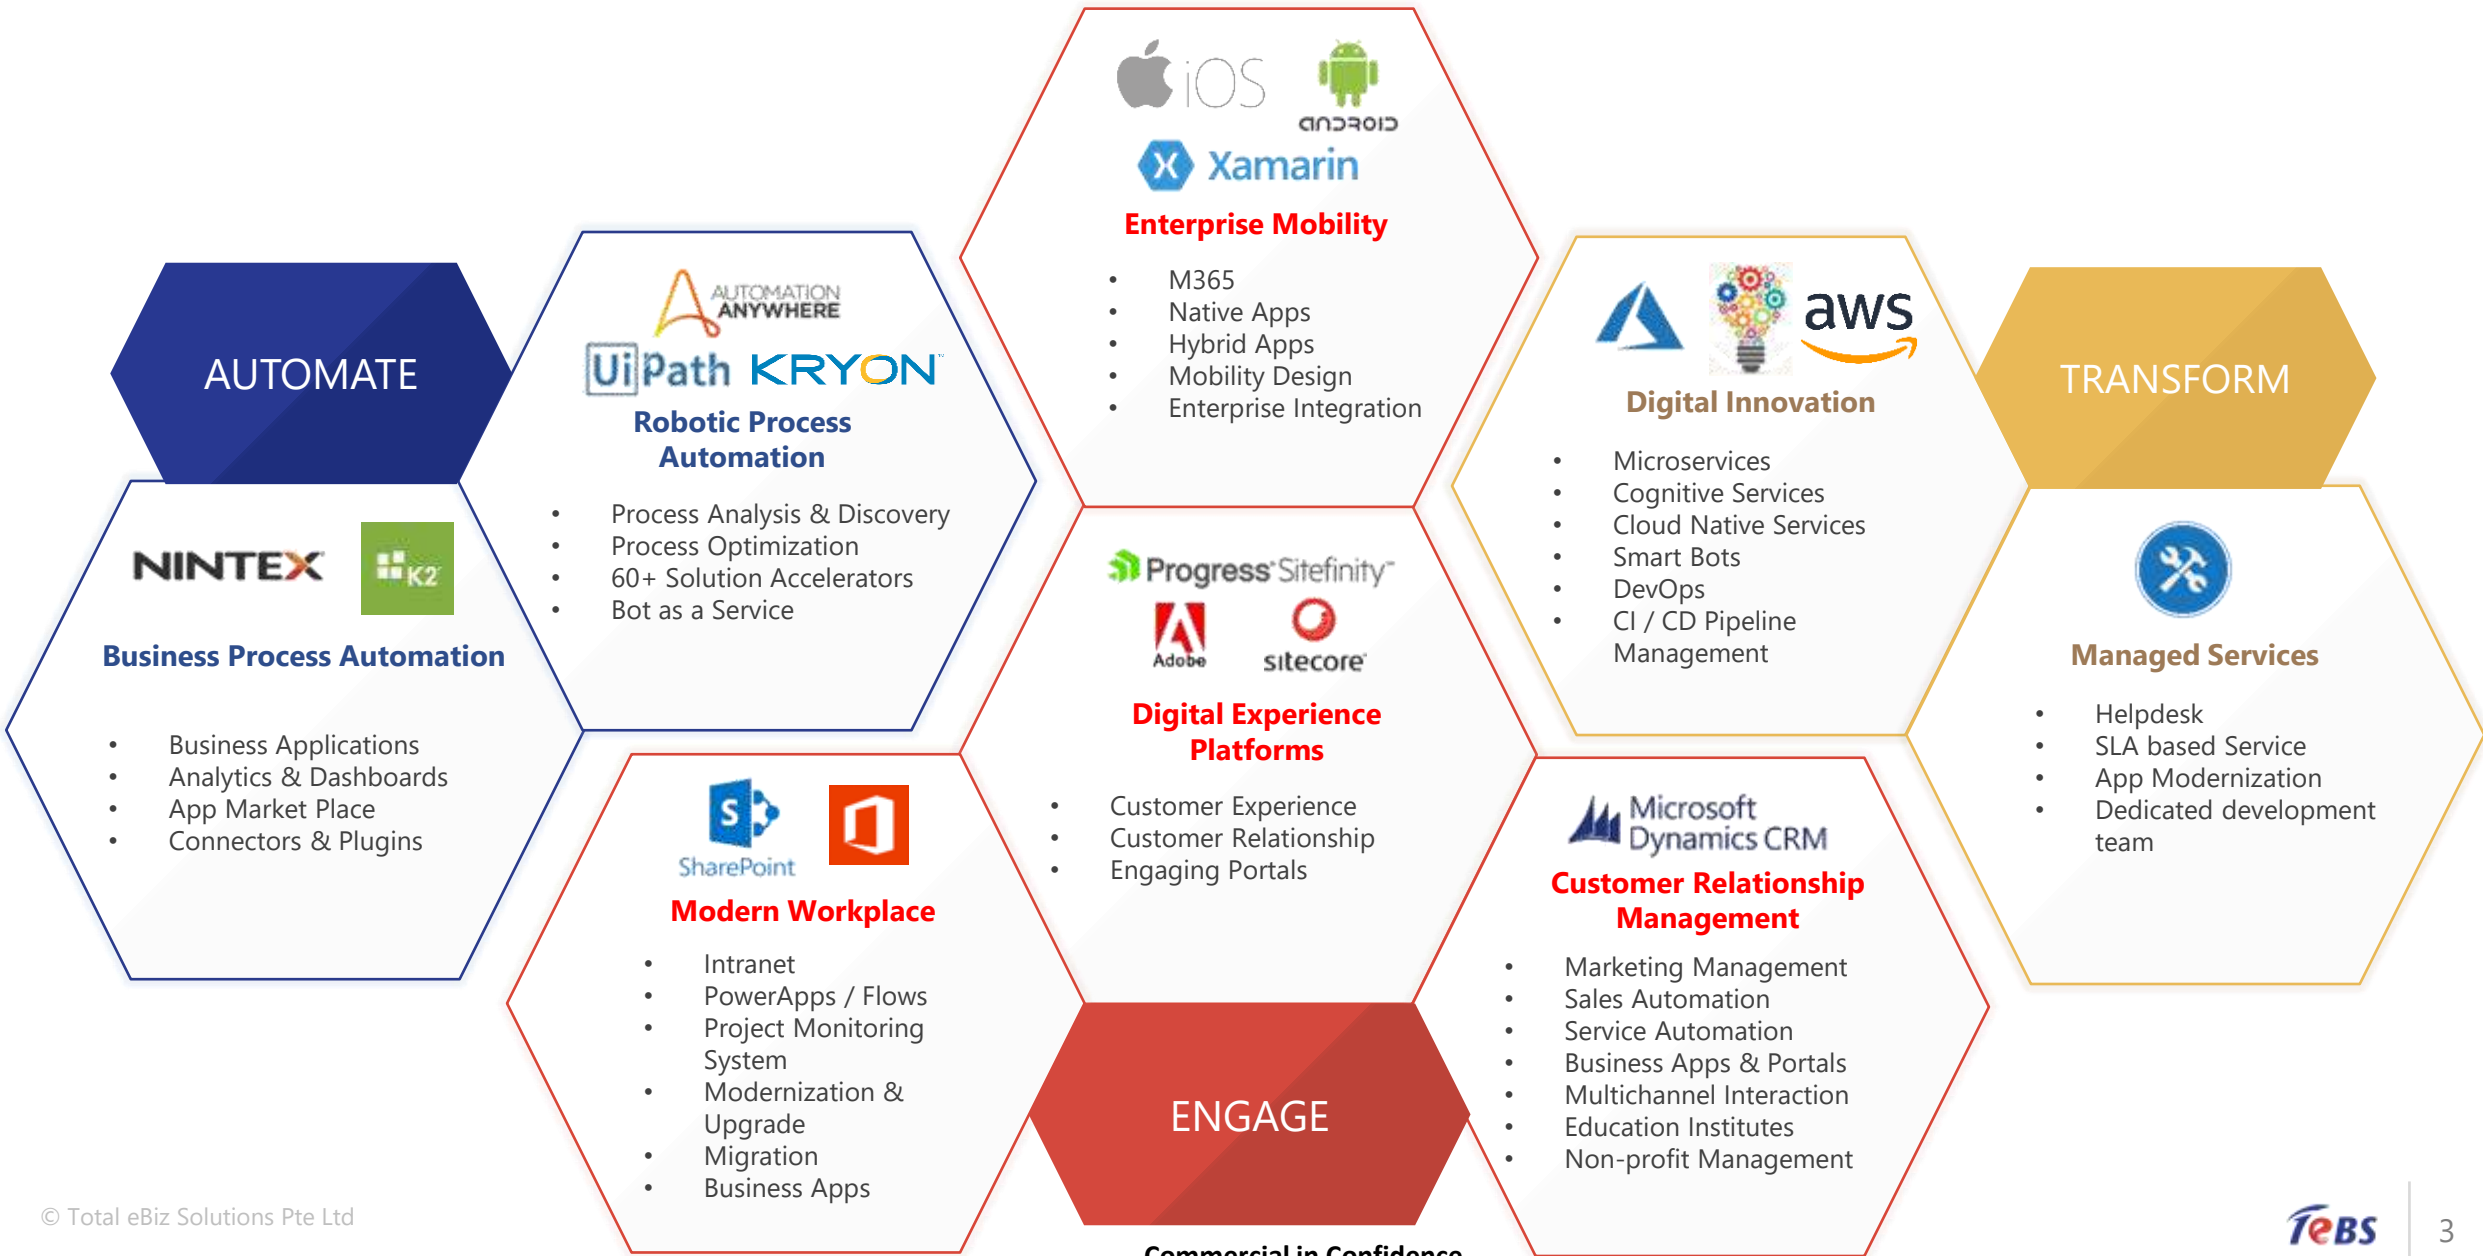 AUTOMATE
NINTEX
K2
Business Process Automation
• Business Applications
• Analytics & Dashboards
• App Market Place
• Connectors & Plugins
AUTOMATION
ANYWHERE
UiPath KRYON
Robotic Process
Automation
• Process Analysis & Discovery
• Process Optimization
• 60+ Solution Accelerators
• Bot as a Service
iOS
ANDROID
Xamarin
Enterprise Mobility
• M365
• Native Apps
• Hybrid Apps
• Mobility Design
• Enterprise Integration
Progress Sitefinity
Adobe
sitecore
Digital Experience
Platforms
• Customer Experience
• Customer Relationship
• Engaging Portals
S
SharePoint
Modern Workplace
• Intranet
• PowerApps / Flows
• Project Monitoring
System
• Modernization &
Upgrade
• Migration
• Business Apps
ENGAGE
Microsoft
Dynamics CRM
Customer Relationship
Management
• Marketing Management
• Sales Automation
• Service Automation
• Business Apps & Portals
• Multichannel Interaction
• Education Institutes
• Non-profit Management
aws
Digital Innovation
• Microservices
• Cognitive Services
• Cloud Native Services
• Smart Bots
• DevOps
• CI / CD Pipeline
Management
TRANSFORM
Managed Services
• Helpdesk
• SLA based Service
• App Modernization
• Dedicated development
team
© Total eBiz Solutions Pte Ltd
Commercial in Confidence
TeBS
3